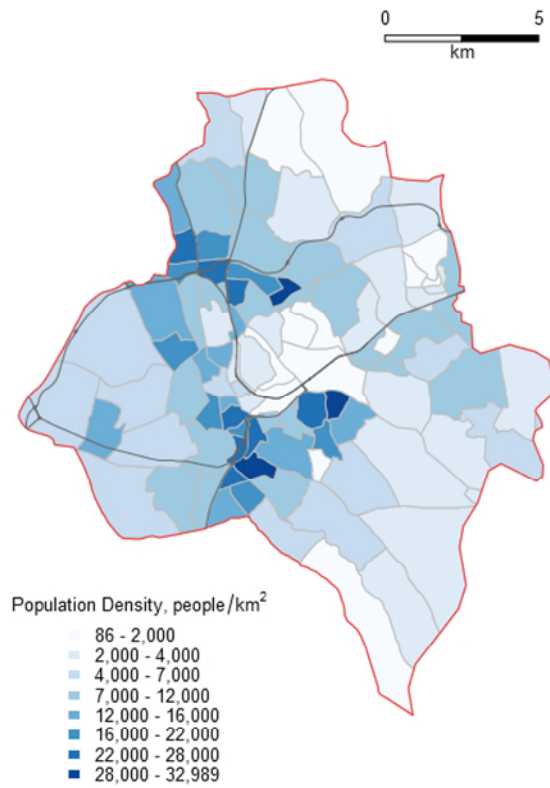 0 5
km
Population Density, people/km²
86 - 2,000
2,000 - 4,000
4,000 - 7,000
7,000 - 12,000
12,000 - 16,000
16,000 - 22,000
22,000 - 28,000
28,000 - 32,989